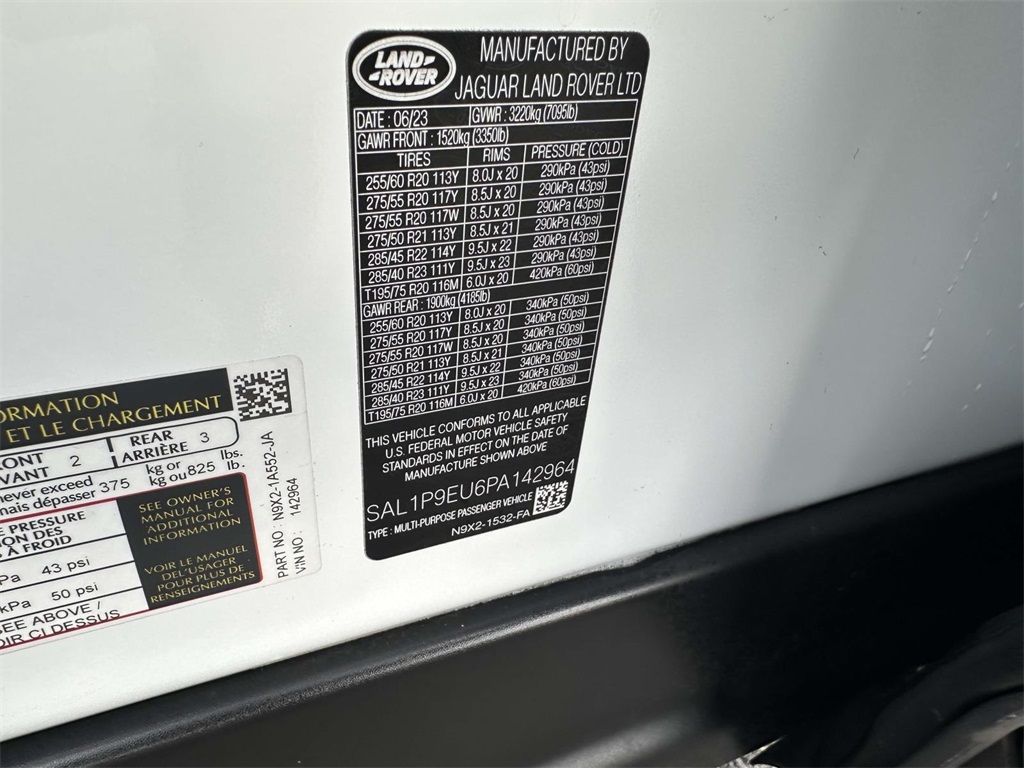 LAND-
-ROVER
MANUFACTURED BY
JAGUAR LAND ROVER LTD
DATE : 06/23 GVWR : 3220kg (7095lb)
GAWR FRONT : 1520kg (3350lb)
TIRES RIMS PRESSURE (COLD)
255/60 R20 113Y 8.0J x 20 290kPa (43psi)
275/55 R20 117Y 8.5J x 20 290kPa (43psi)
275/55 R20 117W 8.5J x 20 290kPa (43psi)
275/50 R21 113Y 8.5J x 21 290kPa (43psi)
285/45 R22 114Y 9.5J x 22 290kPa (43psi)
285/40 R23 111Y 9.5J x 23 290kPa (43psi)
T195/75 R20 116M 6.0J x 20 420kPa (60psi)
GAWR REAR : 1900kg (4185lb)
255/60 R20 113Y 8.0J x 20 340kPa (50psi)
275/55 R20 117Y 8.5J x 20 340kPa (50psi)
275/55 R20 117W 8.5J x 20 340kPa (50psi)
275/50 R21 113Y 8.5J x 21 340kPa (50psi)
285/45 R22 114Y 9.5J x 22 340kPa (50psi)
285/40 R23 111Y 9.5J x 23 340kPa (50psi)
T195/75 R20 116M 6.0J x 20 420kPa (60psi)
THIS VEHICLE CONFORMS TO ALL APPLICABLE
U.S. FEDERAL MOTOR VEHICLE SAFETY
STANDARDS IN EFFECT ON THE DATE OF
MANUFACTURE SHOWN ABOVE
SAL1P9EU6PA142964
TYPE : MULTI-PURPOSE PASSENGER VEHICLE
N9X2-1532-FA
ORMATION
ET LE CHARGEMENT
ONT 2 REAR 3
VANT ARRIÈRE
never exceed 375 kg or 825 lbs.
mais dépasser kg ou lb.
E PRESSURE
ION DES
À FROID
Pa 43 psi
kPa 50 psi
SEE ABOVE /
OIR CI DESSUS
SEE OWNER'S
MANUAL FOR
ADDITIONAL
INFORMATION
VOIR LE MANUEL
DEL'USAGER
POUR PLUS DE
RENSEIGNEMENTS
PART NO : N9X2-1A552-JA
VIN NO : 142964